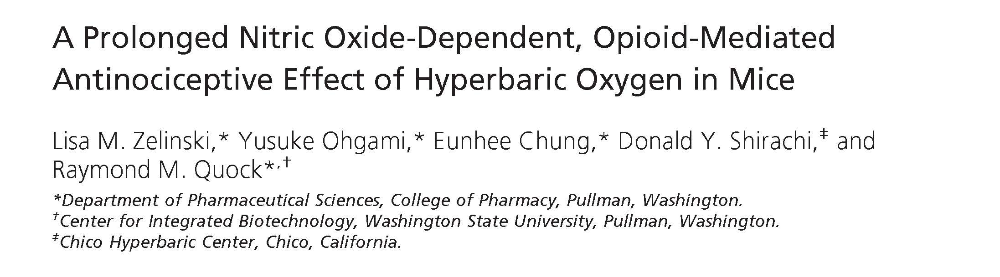 A Prolonged Nitric Oxide-Dependent, Opioid-Mediated
Antinociceptive Effect of Hyperbaric Oxygen in Mice
Lisa M. Zelinski,* Yusuke Ohgami,* Eunhee Chung,* Donald Y. Shirachi,‡ and
Raymond M. Quock*,†
*Department of Pharmaceutical Sciences, College of Pharmacy, Pullman, Washington.
†Center for Integrated Biotechnology, Washington State University, Pullman, Washington.
‡Chico Hyperbaric Center, Chico, California.